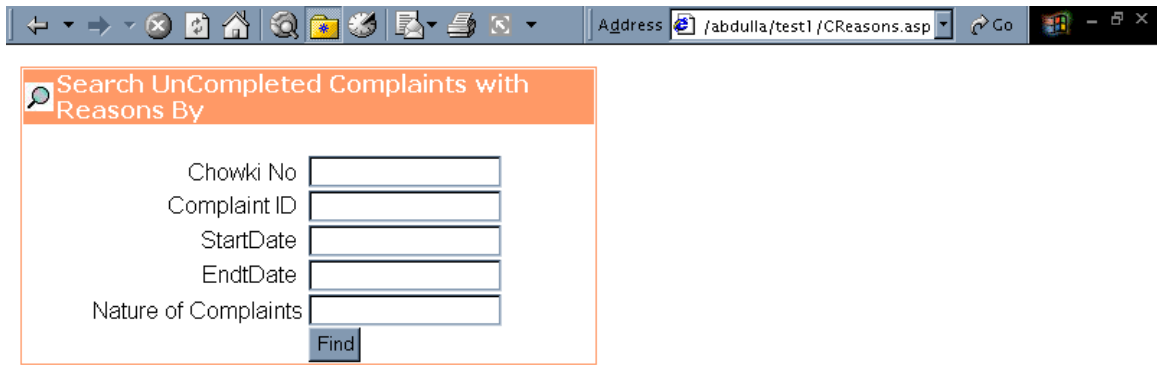 Address /abdulla/test1/CReasons.asp Go
Search UnCompleted Complaints with
Reasons By
Chowki No
Complaint ID
StartDate
EndtDate
Nature of Complaints
Find